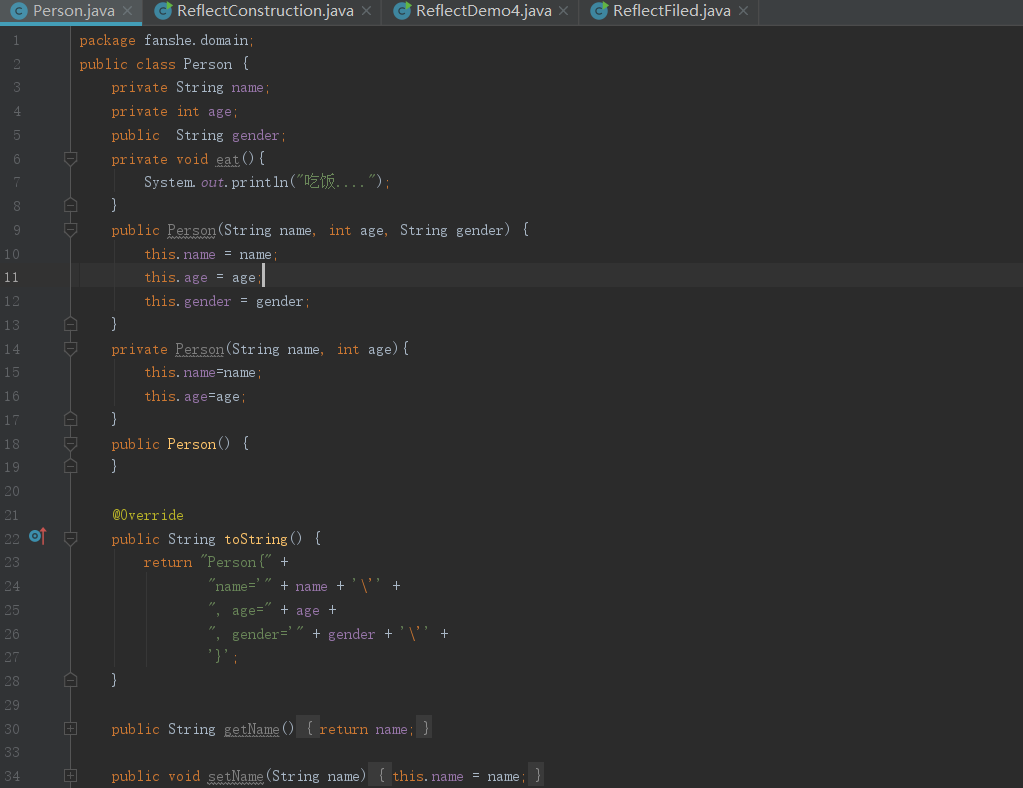 Person.java × ReflectConstruction.java × ReflectDemo4.java × ReflectFiled.java ×
1 package fanshe.domain;
2 public class Person {
3 private String name;
4 private int age;
5 public  String gender;
6 private void eat(){
7 System.out.println("吃饭....");
8 }
9 public Person(String name, int age, String gender) {
10 this.name = name;
11 this.age = age;
12 this.gender = gender;
13 }
14 private Person(String name, int age){
15 this.name=name;
16 this.age=age;
17 }
18 public Person() {
19 }
20
21 @Override
22 public String toString() {
23 return "Person{" +
24 "name='" + name + '\'' +
25 ", age=" + age +
26 ", gender='" + gender + '\'' +
27 '}';
28 }
29
30 public String getName() { return name; }
33
34 public void setName(String name) { this.name = name; }